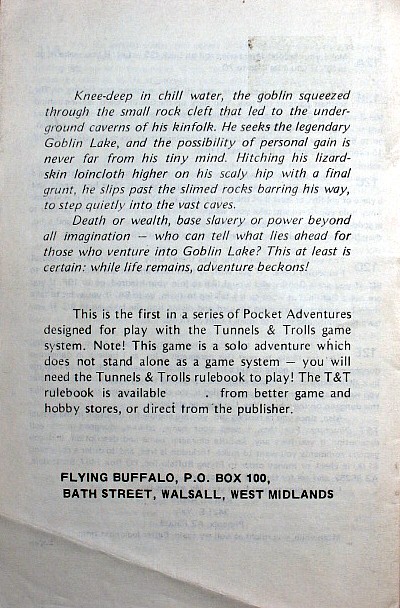 Knee-deep in chill water, the goblin squeezed
through the small rock cleft that led to the under-
ground caverns of his kinfolk. He seeks the legendary
Goblin Lake, and the possibility of personal gain is
never far from his tiny mind. Hitching his lizard-
skin loincloth higher on his scaly hip with a final
grunt, he slips past the slimed rocks barring his way,
to step quietly into the vast caves.
Death or wealth, base slavery or power beyond
all imagination — who can tell what lies ahead for
those who venture into Goblin Lake? This at least is
certain: while life remains, adventure beckons!
This is the first in a series of Pocket Adventures
designed for play with the Tunnels & Trolls game
system. Note! This game is a solo adventure which
does not stand alone as a game system — you will
need the Tunnels & Trolls rulebook to play! The T&T
rulebook is available . from better game and
hobby stores, or direct from the publisher.
FLYING BUFFALO, P.O. BOX 100,
BATH STREET, WALSALL, WEST MIDLANDS